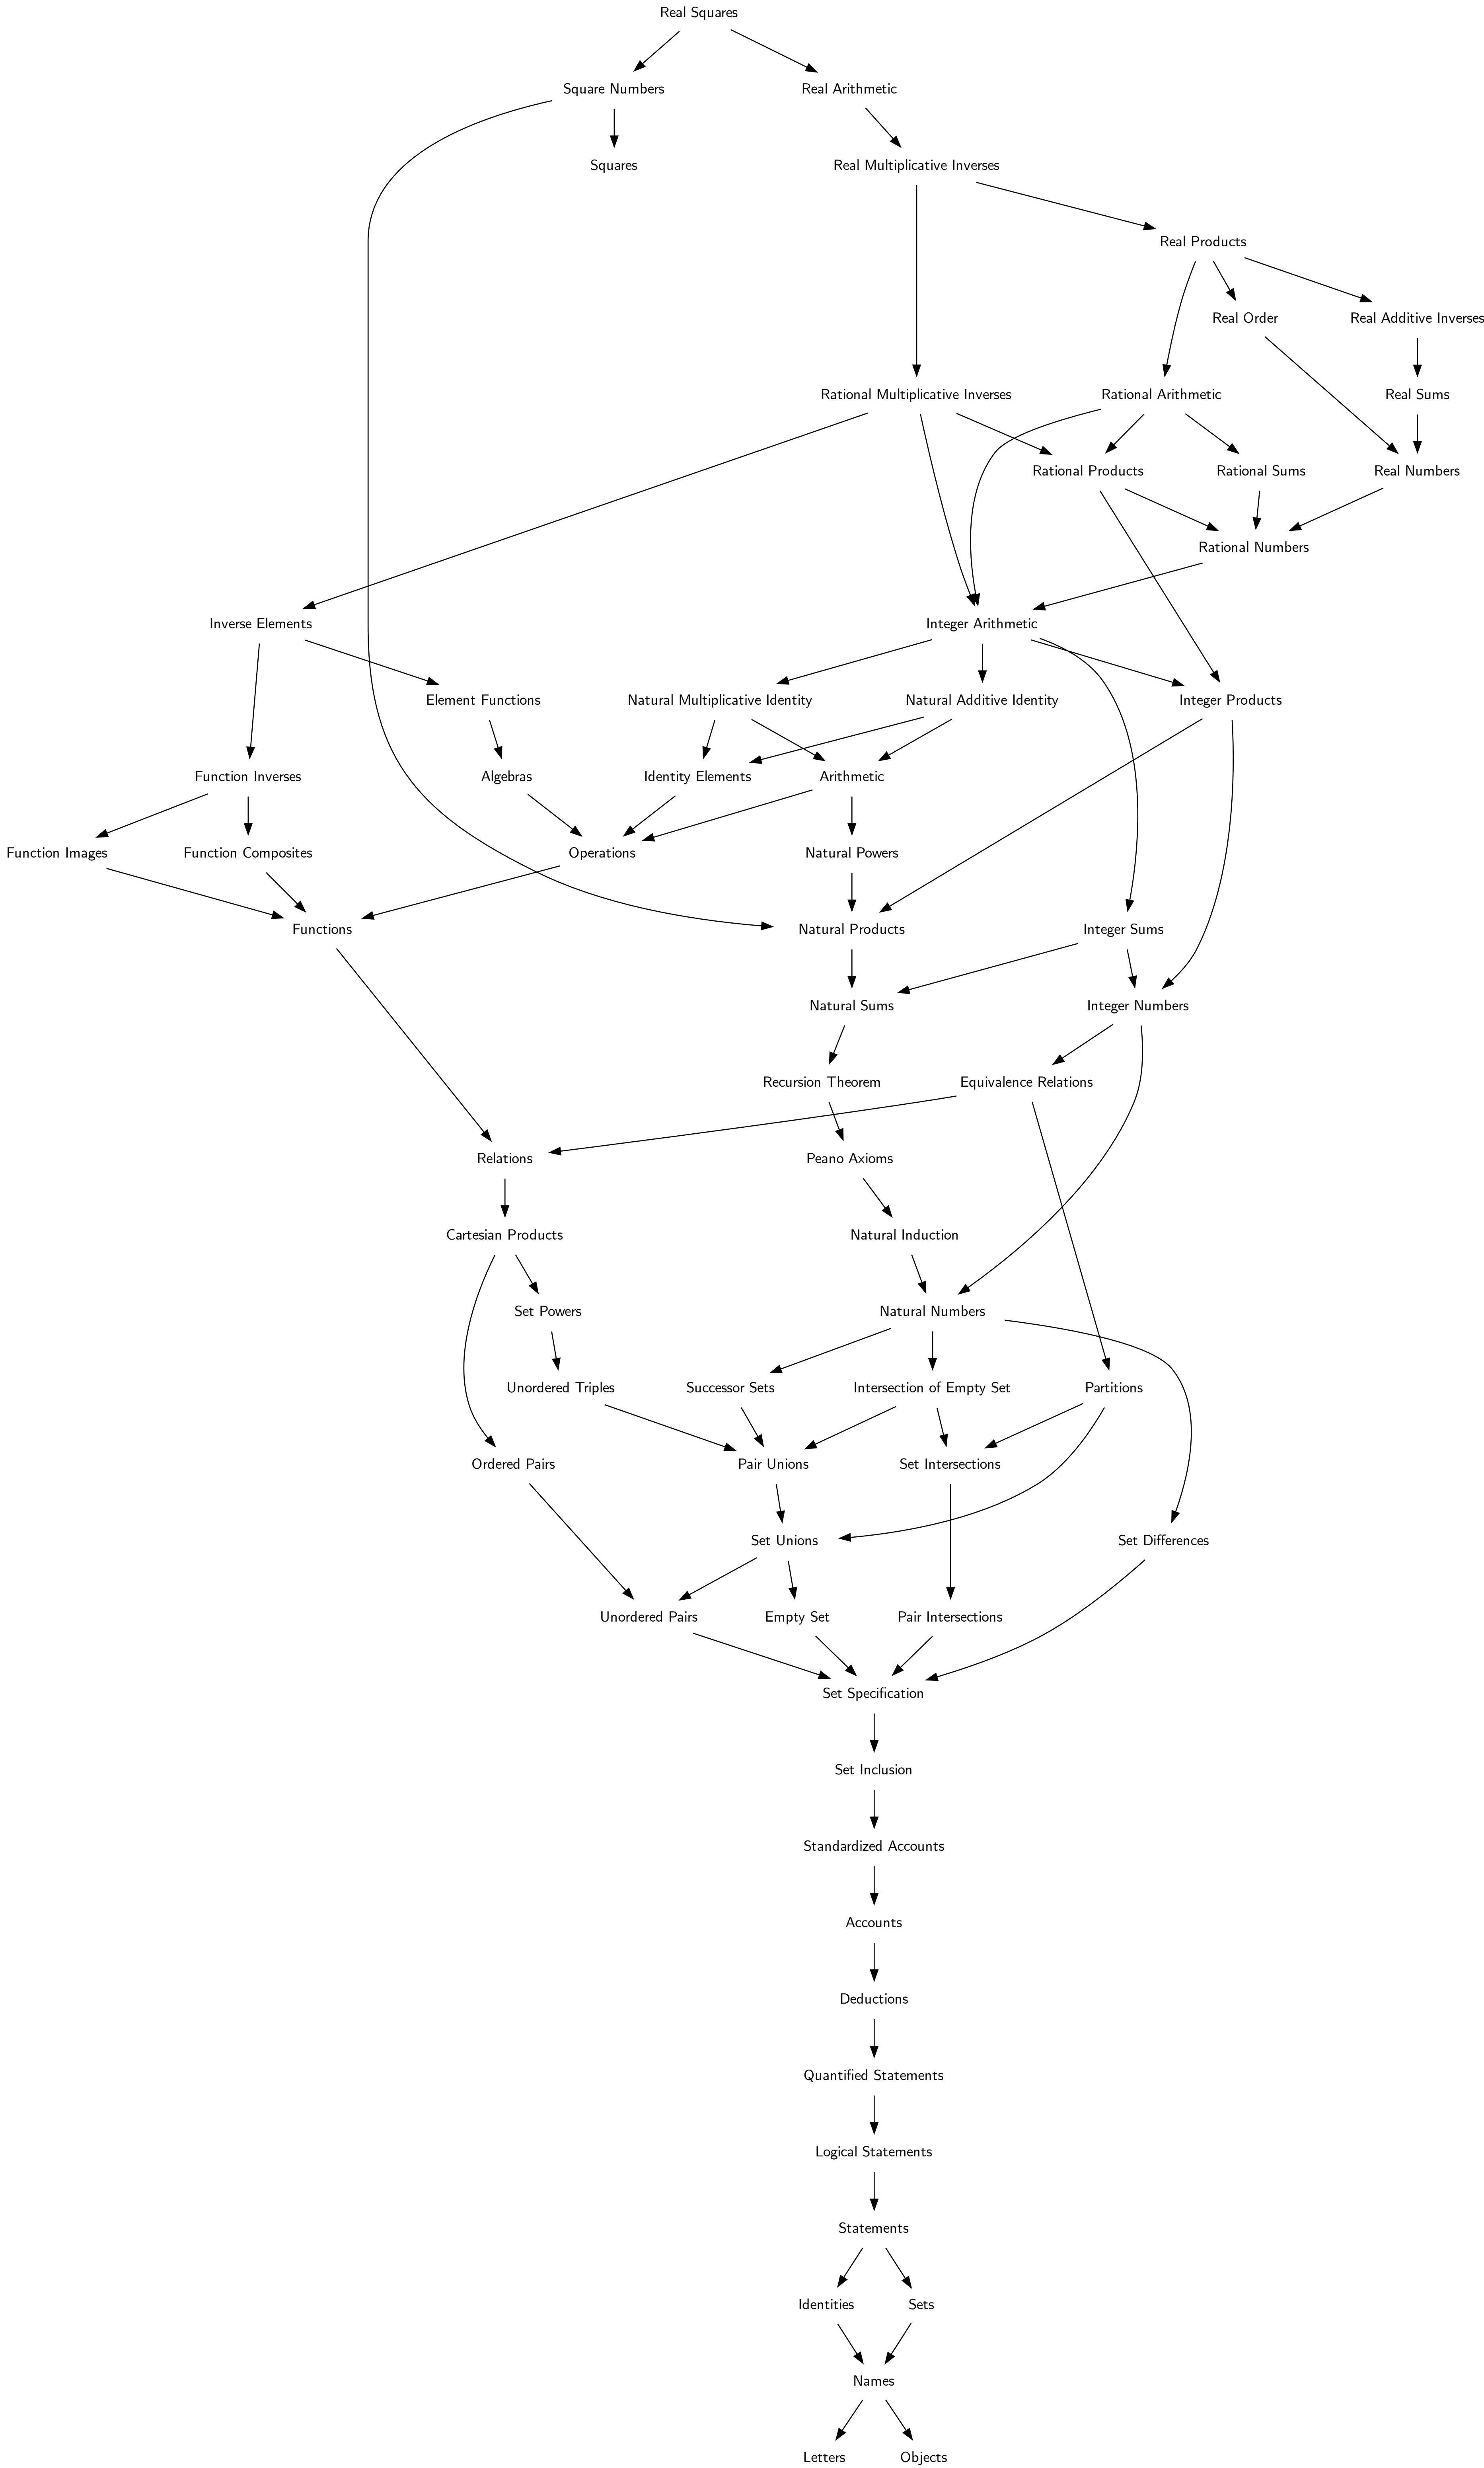 Real Squares
Square Numbers
Real Arithmetic
Squares
Real Multiplicative Inverses
Real Products
Real Order
Real Additive Inverses
Rational Multiplicative Inverses
Rational Arithmetic
Real Sums
Rational Products
Rational Sums
Real Numbers
Rational Numbers
Inverse Elements
Integer Arithmetic
Element Functions
Natural Multiplicative Identity
Natural Additive Identity
Integer Products
Function Inverses
Algebras
Identity Elements
Arithmetic
Function Images
Function Composites
Operations
Natural Powers
Functions
Natural Products
Integer Sums
Natural Sums
Integer Numbers
Recursion Theorem
Equivalence Relations
Relations
Peano Axioms
Cartesian Products
Natural Induction
Set Powers
Natural Numbers
Unordered Triples
Successor Sets
Intersection of Empty Set
Partitions
Ordered Pairs
Pair Unions
Set Intersections
Set Unions
Set Differences
Unordered Pairs
Empty Set
Pair Intersections
Set Specification
Set Inclusion
Standardized Accounts
Accounts
Deductions
Quantified Statements
Logical Statements
Statements
Identities
Sets
Names
Letters
Objects